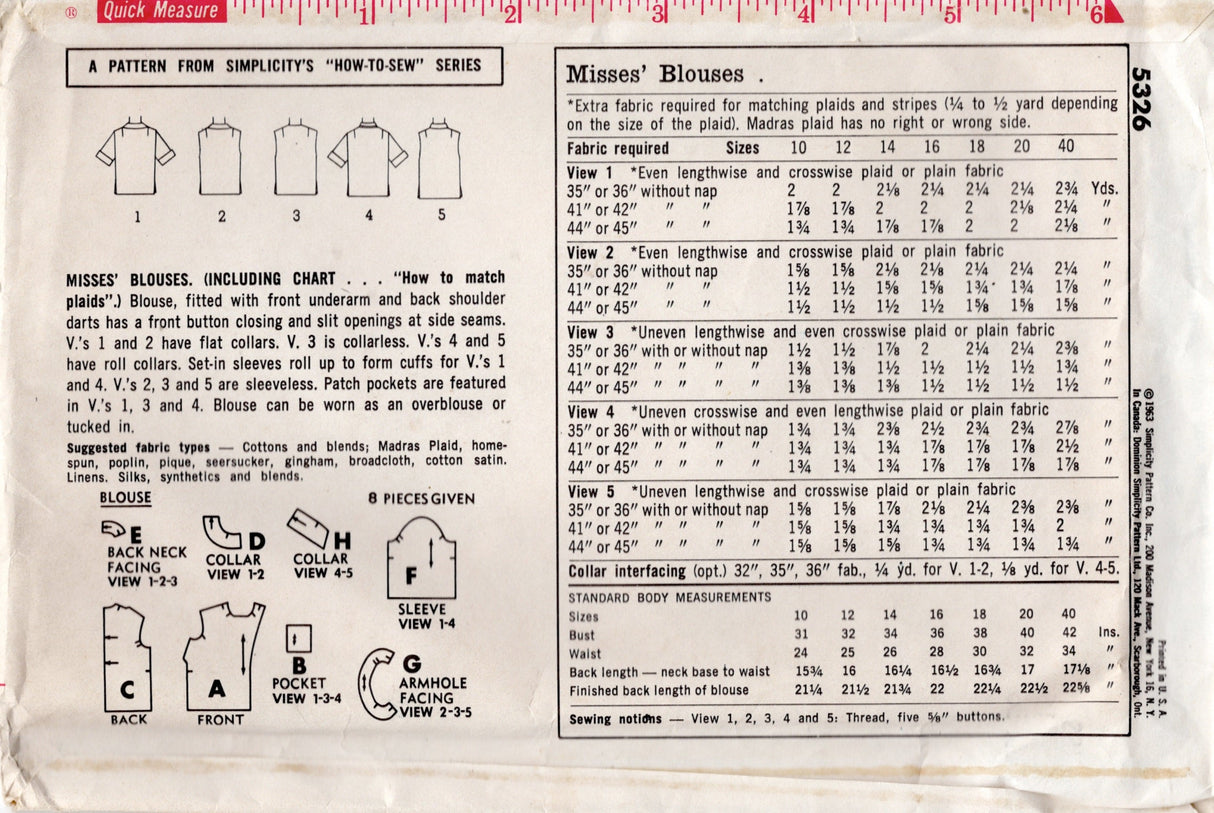 ® Quick Measure 1 2 3 4 5 6
A PATTERN FROM SIMPLICITY'S "HOW-TO-SEW" SERIES
1 2 3 4 5
MISSES' BLOUSES. (INCLUDING CHART . . . "How to match
plaids".) Blouse, fitted with front underarm and back shoulder
darts has a front button closing and slit openings at side seams.
V.'s 1 and 2 have flat collars. V. 3 is collarless. V.'s 4 and 5
have roll collars. Set-in sleeves roll up to form cuffs for V.'s 1
and 4. V.'s 2, 3 and 5 are sleeveless. Patch pockets are featured
in V.'s 1, 3 and 4. Blouse can be worn as an overblouse or
tucked in.
Suggested fabric types — Cottons and blends; Madras Plaid, home-
spun, poplin, pique, seersucker, gingham, broadcloth, cotton satin.
Linens. Silks, synthetics and blends.
BLOUSE
8 PIECES GIVEN
E
BACK NECK
FACING
VIEW 1-2-3
D
COLLAR
VIEW 1-2
H
COLLAR
VIEW 4-5
F
SLEEVE
VIEW 1-4
C
BACK
A
FRONT
B
POCKET
VIEW 1-3-4
G
ARMHOLE
FACING
VIEW 2-3-5
Misses' Blouses .
*Extra fabric required for matching plaids and stripes (¼ to ½ yard depending
on the size of the plaid). Madras plaid has no right or wrong side.
Fabric required Sizes 10 12 14 16 18 20 40
View 1 *Even lengthwise and crosswise plaid or plain fabric
35" or 36" without nap 2 2 2⅛ 2¼ 2¼ 2¼ 2¾ Yds.
41" or 42" " " 1⅞ 1⅞ 2 2 2 2⅛ 2¼ "
44" or 45" " " 1¾ 1¾ 1⅞ 1⅞ 2 2 2⅛ "
View 2 *Even lengthwise and crosswise plaid or plain fabric
35" or 36" without nap 1⅝ 1⅝ 2⅛ 2⅛ 2¼ 2¼ 2¼ "
41" or 42" " " 1½ 1½ 1⅝ 1⅝ 1¾ 1¾ 1⅞ "
44" or 45" " " 1½ 1½ 1½ 1½ 1⅝ 1⅝ 1⅝ "
View 3 *Uneven lengthwise and even crosswise plaid or plain fabric
35" or 36" with or without nap 1½ 1½ 1⅞ 2 2¼ 2¼ 2⅜ "
41" or 42" " " " " 1⅜ 1⅜ 1½ 1½ 1½ 1½ 1¾ "
44" or 45" " " " " 1⅜ 1⅜ 1⅜ 1½ 1½ 1½ 1½ "
View 4 *Uneven crosswise and even lengthwise plaid or plain fabric
35" or 36" with or without nap 1¾ 1¾ 2⅜ 2½ 2¾ 2¾ 2⅞ "
41" or 42" " " " " 1¾ 1¾ 1¾ 1⅞ 1⅞ 1⅞ 2½ "
44" or 45" " " " " 1¾ 1¾ 1¾ 1⅞ 1⅞ 1⅞ 1⅞ "
View 5 *Uneven lengthwise and crosswise plaid or plain fabric
35" or 36" with or without nap 1⅝ 1⅝ 1⅞ 2⅛ 2¼ 2⅜ 2⅜ "
41" or 42" " " " " 1⅝ 1⅝ 1¾ 1¾ 1¾ 1¾ 2 "
44" or 45" " " " " 1⅝ 1⅝ 1⅝ 1¾ 1¾ 1¾ 1¾ "
Collar interfacing (opt.) 32", 35", 36" fab., ¼ yd. for V. 1-2, ⅛ yd. for V. 4-5.
STANDARD BODY MEASUREMENTS
Sizes 10 12 14 16 18 20 40
Bust 31 32 34 36 38 40 42 Ins.
Waist 24 25 26 28 30 32 34 "
Back length — neck base to waist 15¾ 16 16¼ 16½ 16¾ 17 17⅛ "
Finished back length of blouse 21¼ 21½ 21¾ 22 22¼ 22½ 22⅝ "
Sewing notions — View 1, 2, 3, 4 and 5: Thread, five ⅝" buttons.
5326
© 1963 Simplicity Pattern Co. Inc., 200 Madison Avenue, New York 16, N. Y.
In Canada: Dominion Simplicity Pattern Ltd., 120 Mack Ave., Scarborough, Ont.
Printed in U. S. A.